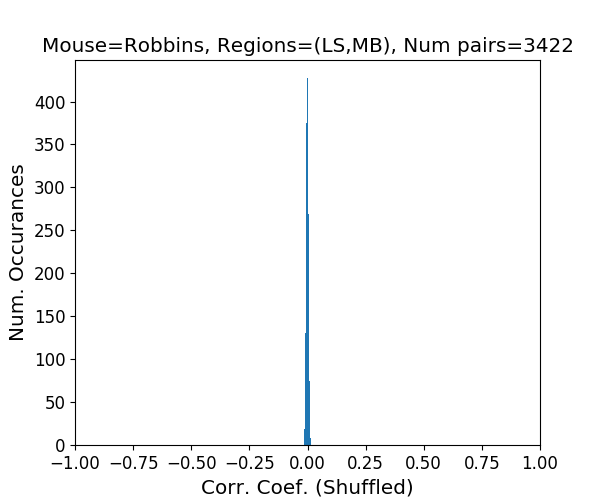 Mouse=Robbins, Regions=(LS,MB), Num pairs=3422
Num. Occurances
400
350
300
250
200
150
100
50
0
−1.00 −0.75 −0.50 −0.25 0.00 0.25 0.50 0.75 1.00
Corr. Coef. (Shuffled)